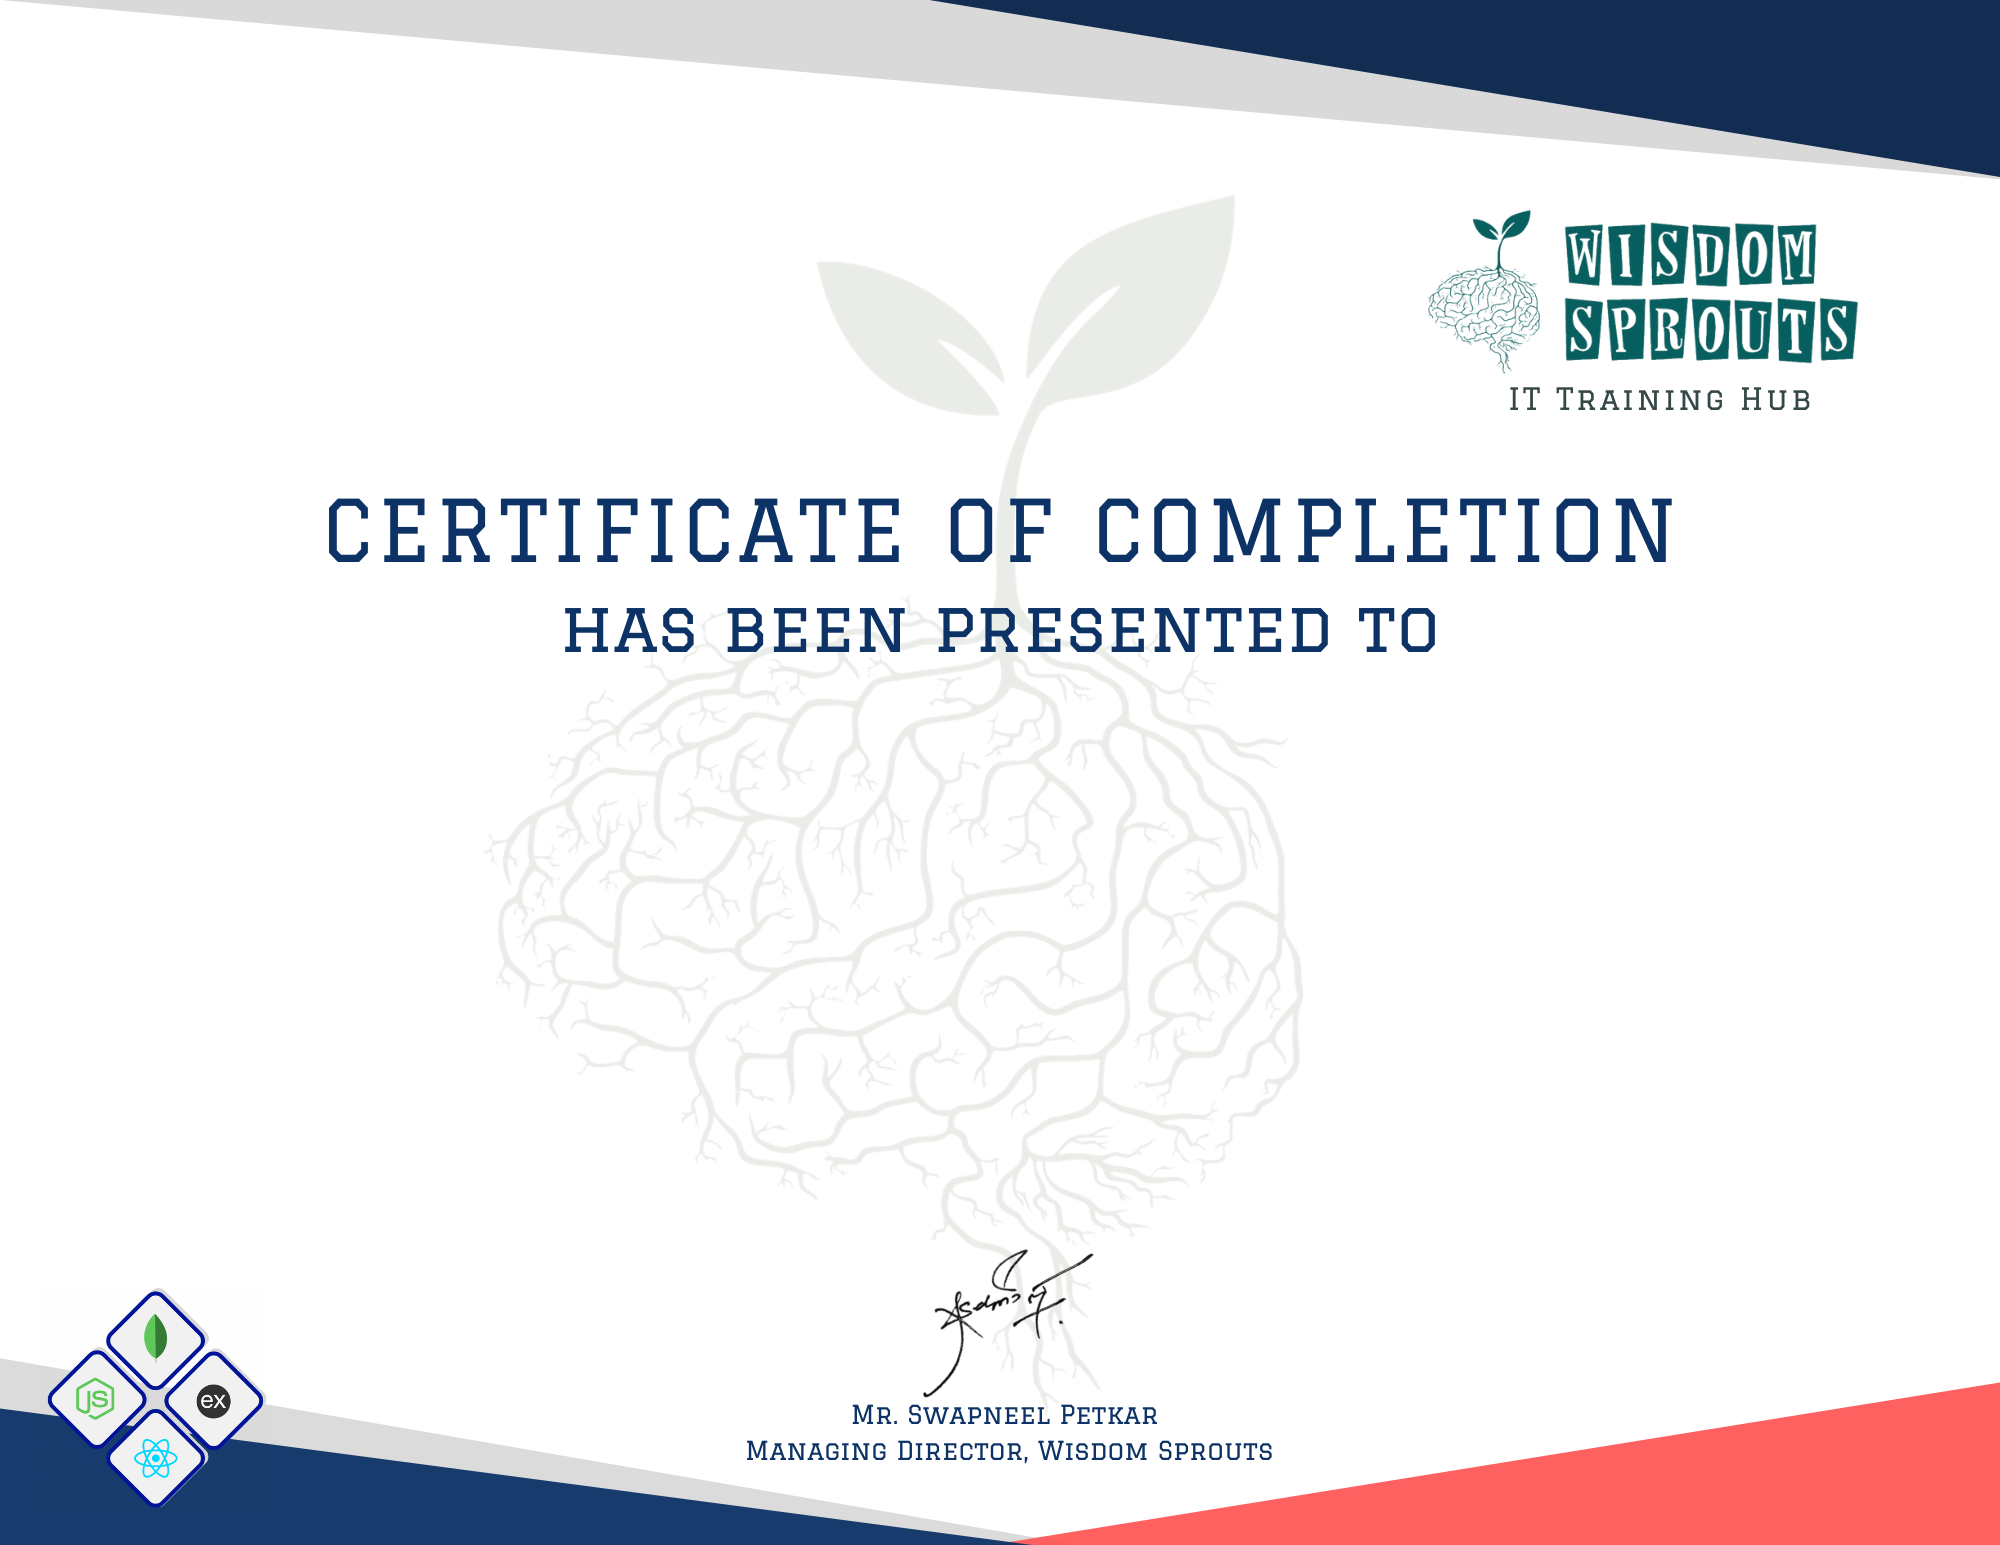 WISDOM
SPROUTS
IT Training Hub
CERTIFICATE OF COMPLETION
HAS BEEN PRESENTED TO
JS
ex
Mr. Swapneel Petkar
Managing Director, Wisdom Sprouts